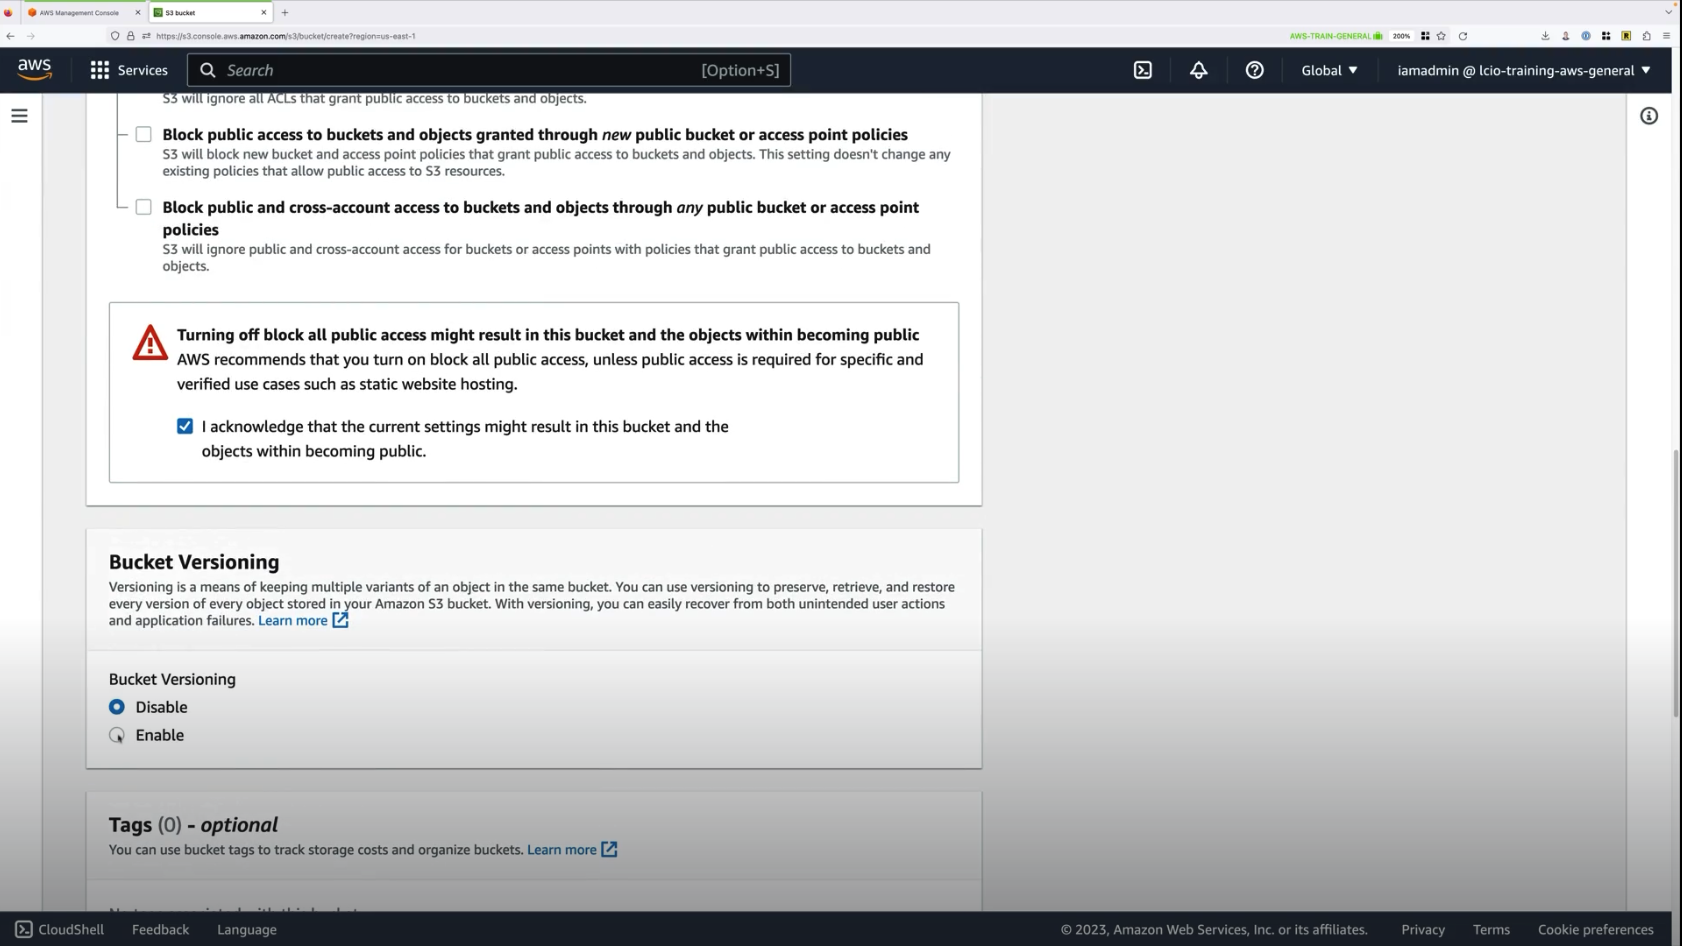 AWS Management Console
S3 bucket
https://s3.console.aws.amazon.com/s3/bucket/create?region=us-east-1
AWS-TRAIN-GENERAL
200%
aws
Services
Search
[Option+S]
Global
iamadmin @ lcio-training-aws-general
S3 will ignore all ACLs that grant public access to buckets and objects.
Block public access to buckets and objects granted through new public bucket or access point policies
S3 will block new bucket and access point policies that grant public access to buckets and objects. This setting doesn't change any
existing policies that allow public access to S3 resources.
Block public and cross-account access to buckets and objects through any public bucket or access point
policies
S3 will ignore public and cross-account access for buckets or access points with policies that grant public access to buckets and
objects.
Turning off block all public access might result in this bucket and the objects within becoming public
AWS recommends that you turn on block all public access, unless public access is required for specific and
verified use cases such as static website hosting.
I acknowledge that the current settings might result in this bucket and the
objects within becoming public.
Bucket Versioning
Versioning is a means of keeping multiple variants of an object in the same bucket. You can use versioning to preserve, retrieve, and restore
every version of every object stored in your Amazon S3 bucket. With versioning, you can easily recover from both unintended user actions
and application failures. Learn more
Bucket Versioning
Disable
Enable
Tags (0) - optional
You can use bucket tags to track storage costs and organize buckets. Learn more
CloudShell
Feedback
Language
© 2023, Amazon Web Services, Inc. or its affiliates.
Privacy
Terms
Cookie preferences